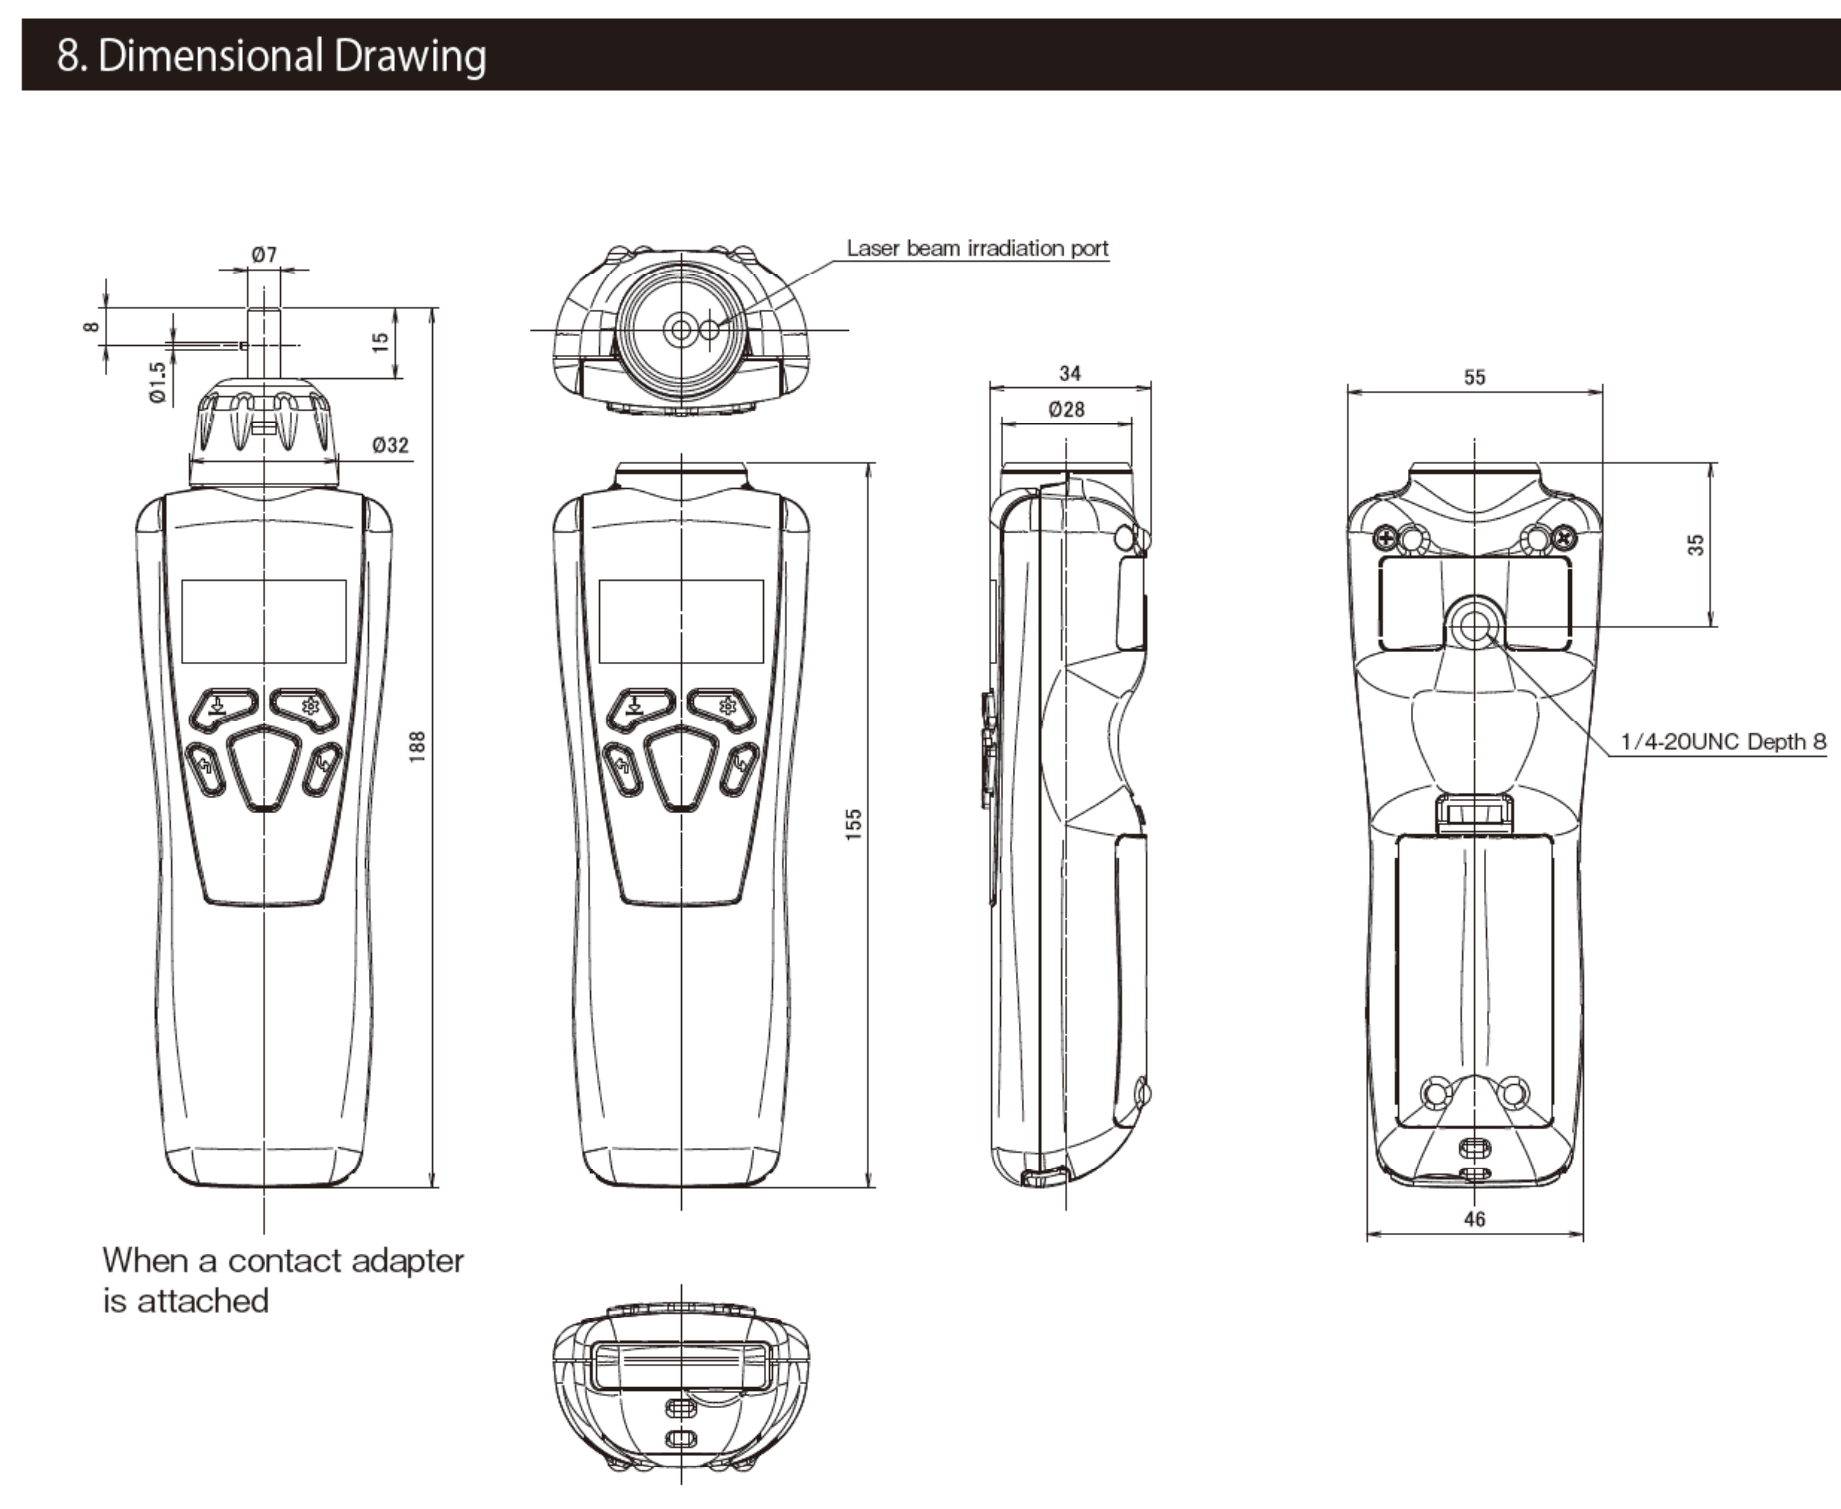 8. Dimensional Drawing
Laser beam irradiation port
Ø7
8
15
Ø1.5
Ø32
34
Ø28
55
35
188
155
1/4-20UNC Depth 8
46
When a contact adapter
is attached